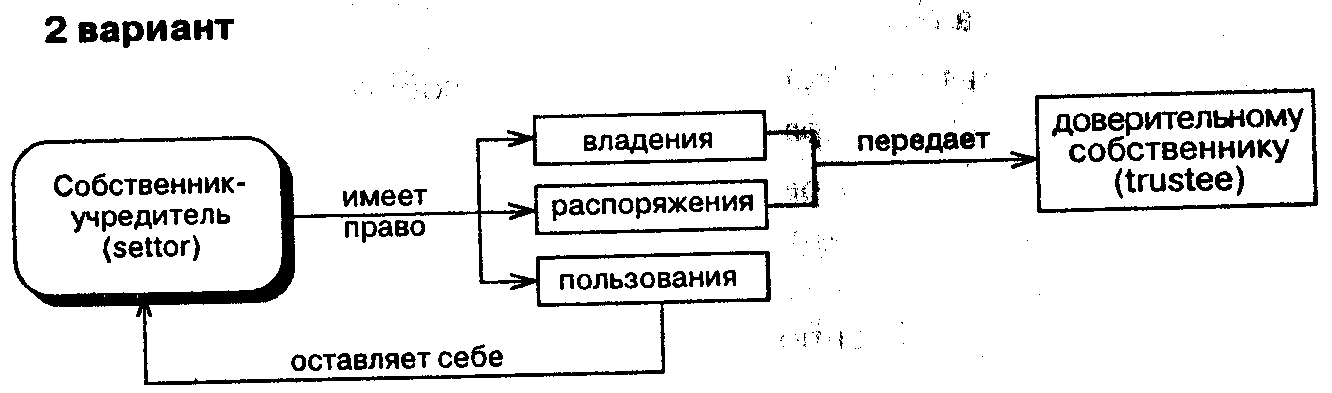 2 вариант
Собственник-
учредитель
(settor)
имеет
право
владения
распоряжения
пользования
передает
доверительному
собственнику
(trustee)
оставляет себе